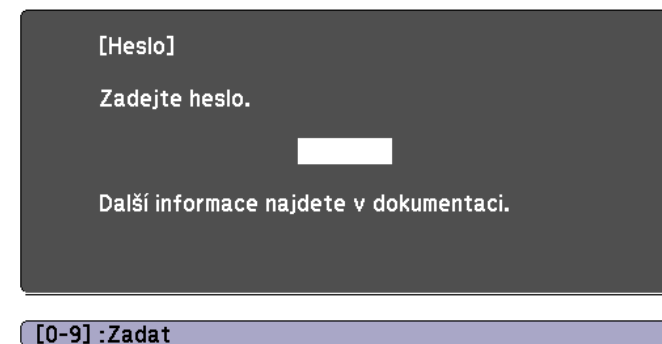 [Heslo]
Zadejte heslo.
Další informace najdete v dokumentaci.
[0-9] :Zadat